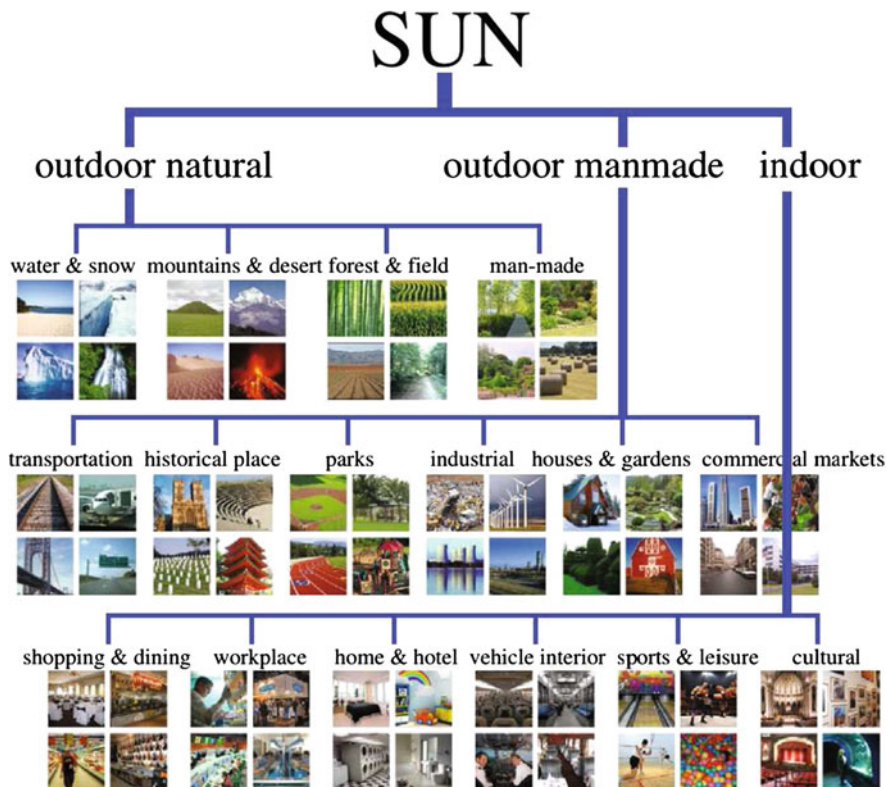 SUN
outdoor natural outdoor manmade indoor
water & snow mountains & desert forest & field man-made
transportation historical place parks industrial houses & gardens commercial markets
shopping & dining workplace home & hotel vehicle interior sports & leisure cultural